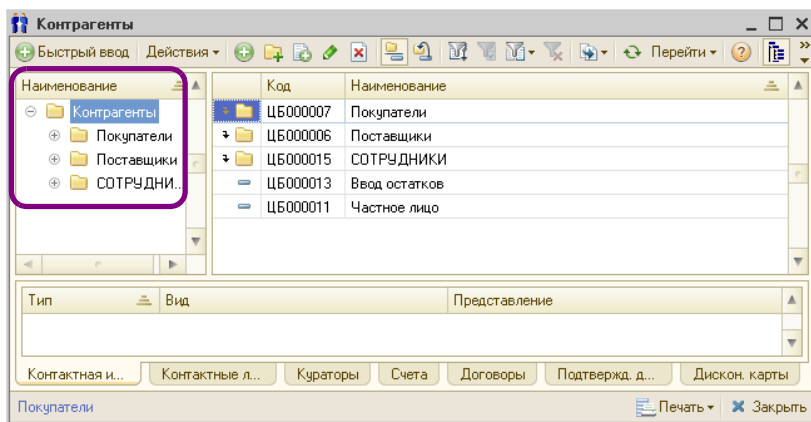 Контрагенты
Быстрый ввод Действия Перейти
Наименование Код Наименование
Контрагенты ЦБ000007 Покупатели
Покупатели ЦБ000006 Поставщики
Поставщики ЦБ000015 СОТРУДНИКИ
СОТРУДНИ... ЦБ000013 Ввод остатков
ЦБ000011 Частное лицо
Тип Вид Представление
Контактная и... Контактные л... Кураторы Счета Договоры Подтвержд. д... Дискон. карты
Покупатели Печать Закрыть